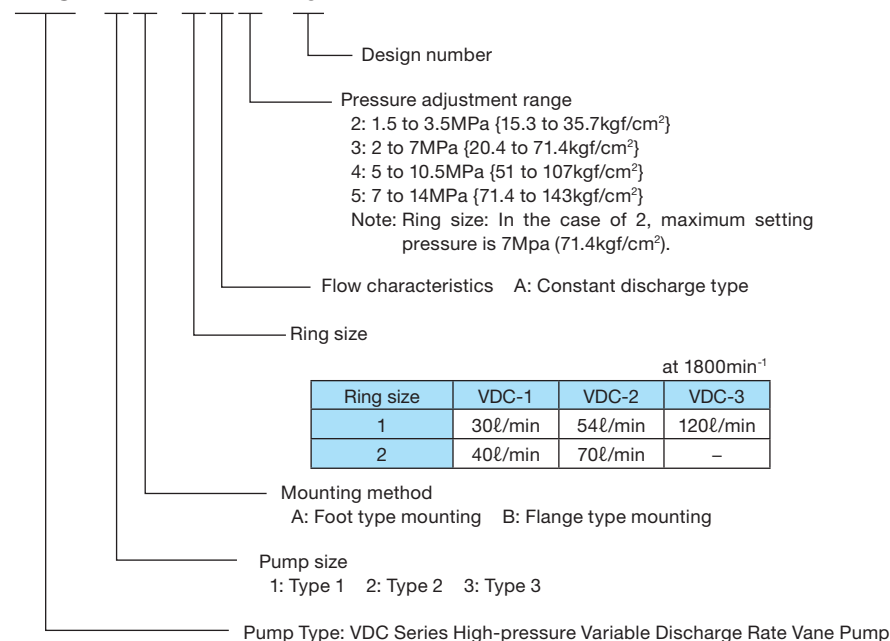 Design number
Pressure adjustment range
2: 1.5 to 3.5MPa {15.3 to 35.7kgf/cm²}
3: 2 to 7MPa {20.4 to 71.4kgf/cm²}
4: 5 to 10.5MPa {51 to 107kgf/cm²}
5: 7 to 14MPa {71.4 to 143kgf/cm²}
Note: Ring size: In the case of 2, maximum setting
pressure is 7Mpa (71.4kgf/cm²).
Flow characteristics A: Constant discharge type
Ring size
at 1800min⁻¹
Ring size VDC-1 VDC-2 VDC-3
1 30ℓ/min 54ℓ/min 120ℓ/min
2 40ℓ/min 70ℓ/min –
Mounting method
A: Foot type mounting B: Flange type mounting
Pump size
1: Type 1 2: Type 2 3: Type 3
Pump Type: VDC Series High-pressure Variable Discharge Rate Vane Pump